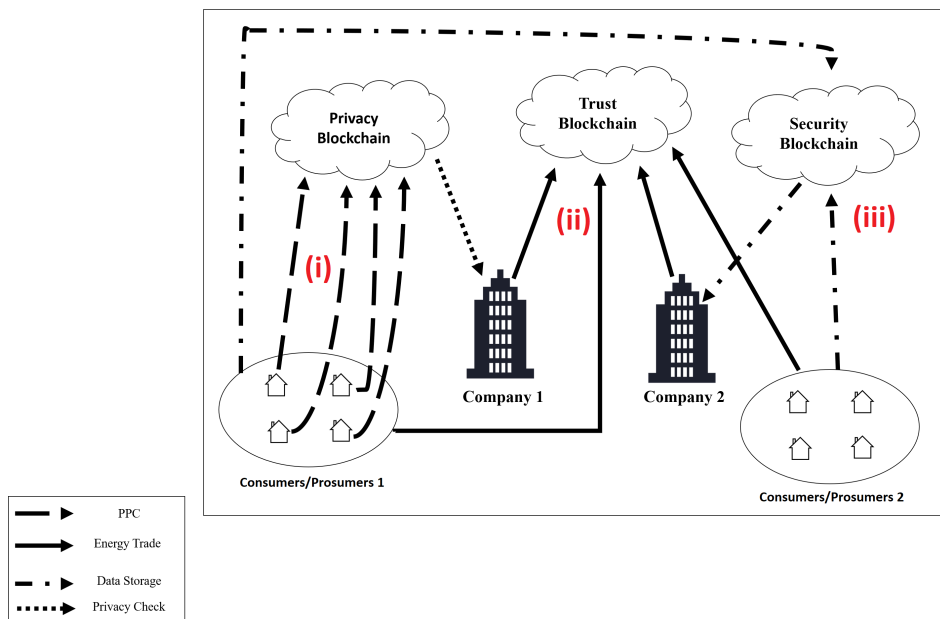 Privacy
Blockchain
Trust
Blockchain
Security
Blockchain
(i)
(ii)
(iii)
Company 1
Company 2
Consumers/Prosumers 1
Consumers/Prosumers 2
PPC
Energy Trade
Data Storage
Privacy Check